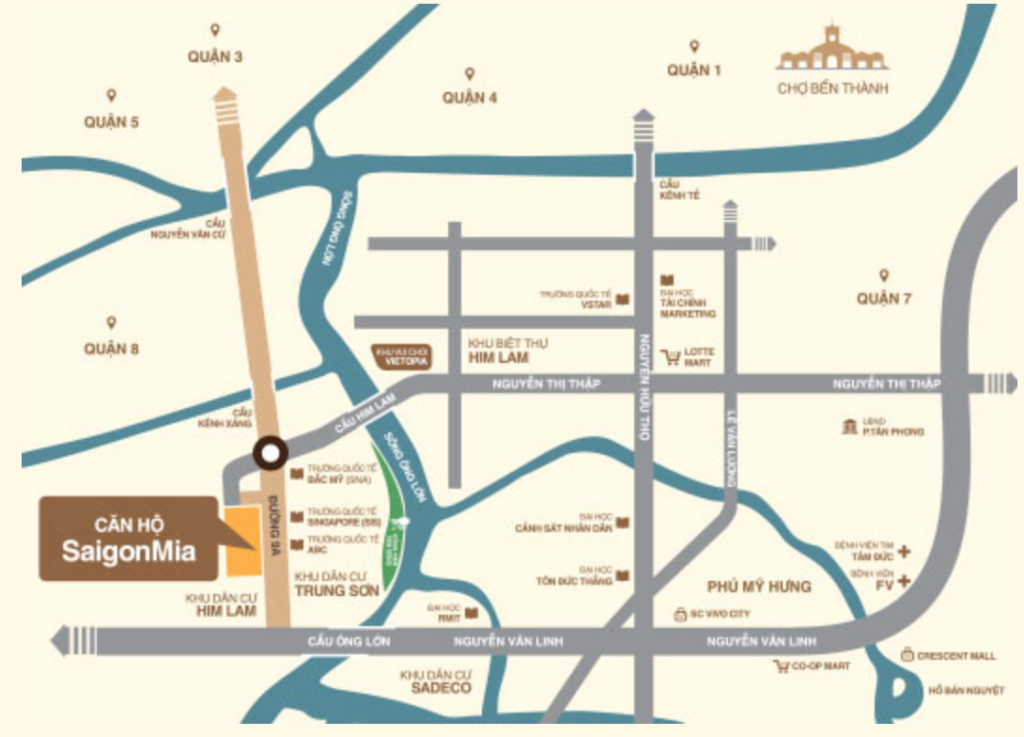 QUẬN 3
QUẬN 4
QUẬN 1
CHỢ BẾN THÀNH
QUẬN 5
CẦU
KÊNH TẺ
CẦU
NGUYỄN VĂN CỪ
SÔNG ÔNG LỚN
QUẬN 7
TRƯỜNG QUỐC TẾ
VSTAR
ĐẠI HỌC
TÀI CHÍNH
MARKETING
QUẬN 8
KHU VUI CHƠI
VIETOPIA
KHU BIỆT THỰ
HIM LAM
NGUYỄN HỮU THỌ
LOTTE
MART
NGUYỄN THỊ THẬP
NGUYỄN THỊ THẬP
CẦU
KÊNH XÁNG
CẦU HIM LAM
LÊ VĂN LƯƠNG
UBND
P.TÂN PHONG
SÔNG ÔNG LỚN
TRƯỜNG QUỐC TẾ
BẮC MỸ (SNA)
ĐƯỜNG 9A
TRƯỜNG QUỐC TẾ
SINGAPORE (SIS)
TRƯỜNG QUỐC TẾ
ABC
CĂN HỘ
SaigonMia
ĐẠI HỌC
CẢNH SÁT NHÂN DÂN
BỆNH VIỆN TIM
TÂM ĐỨC
BỆNH VIỆN
FV
ĐẠI HỌC
TÔN ĐỨC THẮNG
KHU DÂN CƯ
TRUNG SƠN
PHÚ MỸ HƯNG
KHU DÂN CƯ
HIM LAM
ĐẠI HỌC
RMIT
SC VIVO CITY
CẦU ÔNG LỚN
NGUYỄN VĂN LINH
NGUYỄN VĂN LINH
CRESCENT MALL
CO-OP MART
KHU DÂN CƯ
SADECO
HỒ BÁN NGUYỆT